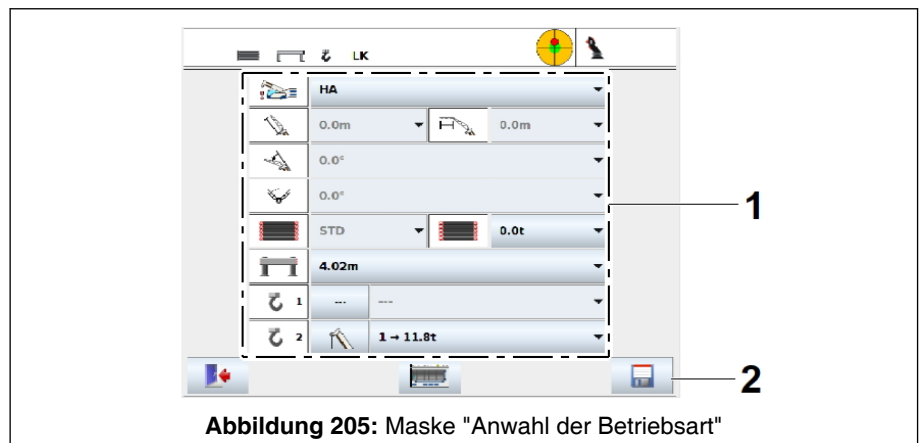 LK
HA
0.0m 0.0m
0.0°
0.0°
STD 0.0t
4.02m
1 --- ---
2 1 → 11.8t
1
2
Abbildung 205: Maske "Anwahl der Betriebsart"